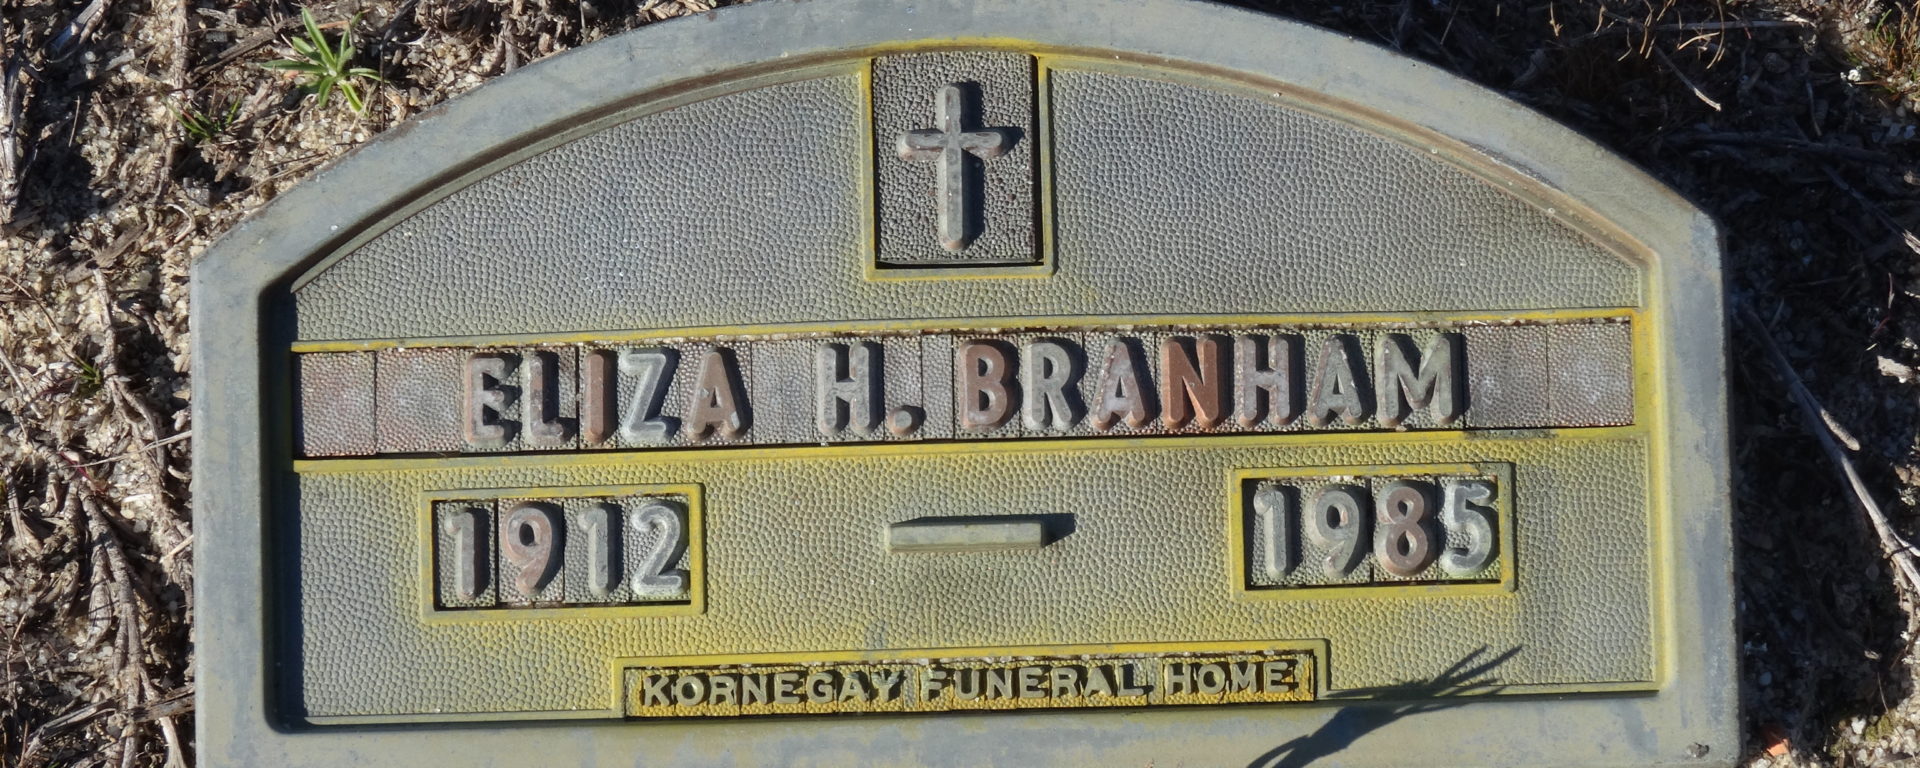 ELIZA H. BRANHAM
1912 — 1985
KORNEGAY FUNERAL HOME